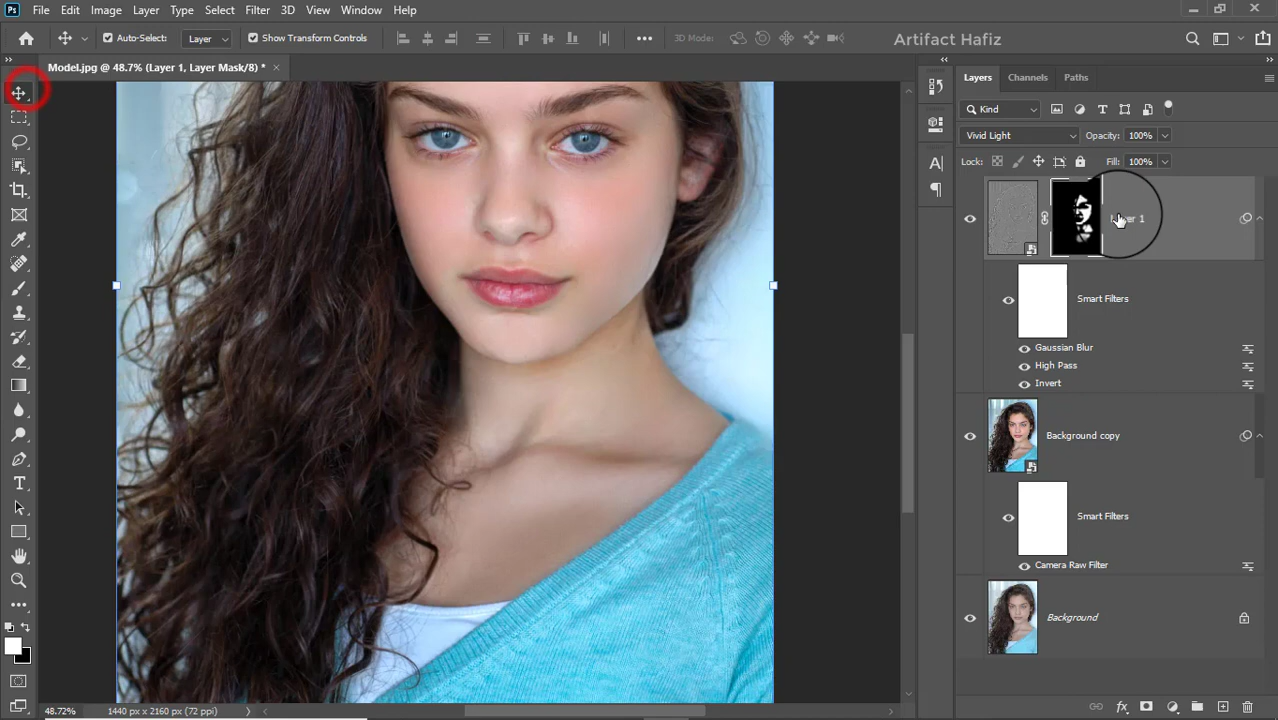 Ps File Edit Image Layer Type Select Filter 3D View Window Help
Auto-Select: Layer Show Transform Controls 3D Mode: Artifact Hafiz
Model.jpg @ 48.7% (Layer 1, Layer Mask/8) *
Layers Channels Paths
Kind
Vivid Light Opacity: 100%
Lock: Fill: 100%
Layer 1
Smart Filters
Gaussian Blur
High Pass
Invert
Background copy
Smart Filters
Camera Raw Filter
Background
48.72% 1440 px x 2160 px (72 ppi)